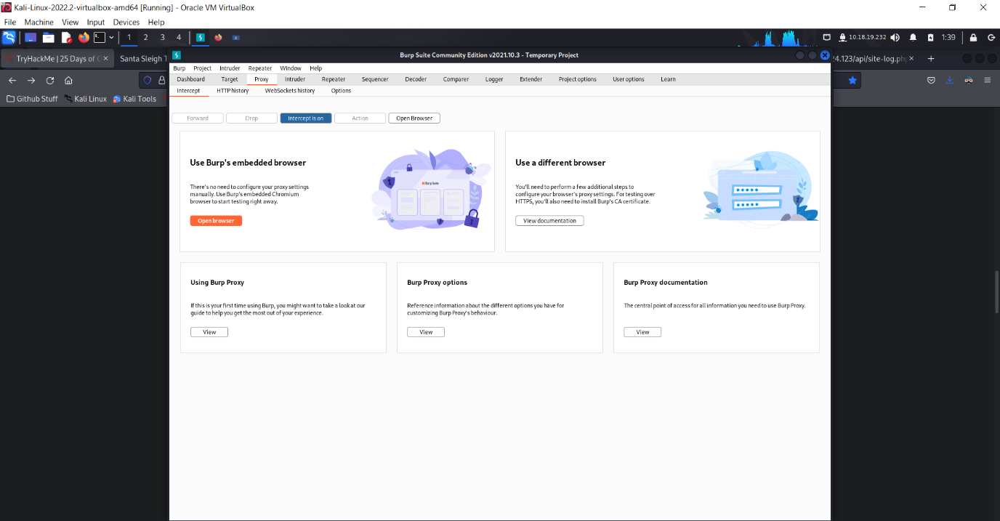 Kali-Linux-2022.2-virtualbox-amd64 [Running] - Oracle VM VirtualBox
File Machine View Input Devices Help
1 2 3 4 10.18.19.232 1:39
TryHackMe | 25 Days of C
Santa Sleigh T
Burp Suite Community Edition v2021.10.3 - Temporary Project
4.123/api/site-log.php
Burp Project Intruder Repeater Window Help
Dashboard Target Proxy Intruder Repeater Sequencer Decoder Comparer Logger Extender Project options User options Learn
Intercept HTTP history WebSockets history Options
Github Stuff Kali Linux Kali Tools
Forward Drop Intercept is on Action Open Browser
Use Burp's embedded browser
There's no need to configure your proxy settings
manually. Use Burp's embedded Chromium
browser to start testing right away.
Open browser
Burp Suite
Use a different browser
You'll need to perform a few additional steps to
configure your browser's proxy settings. For testing over
HTTPS, you'll also need to install Burp's CA certificate.
View documentation
Using Burp Proxy
If this is your first time using Burp, you might want to take a look at our
guide to help you get the most out of your experience.
View
Burp Proxy options
Reference information about the different options you have for
customizing Burp Proxy's behaviour.
View
Burp Proxy documentation
The central point of access for all information you need to use Burp Proxy.
View